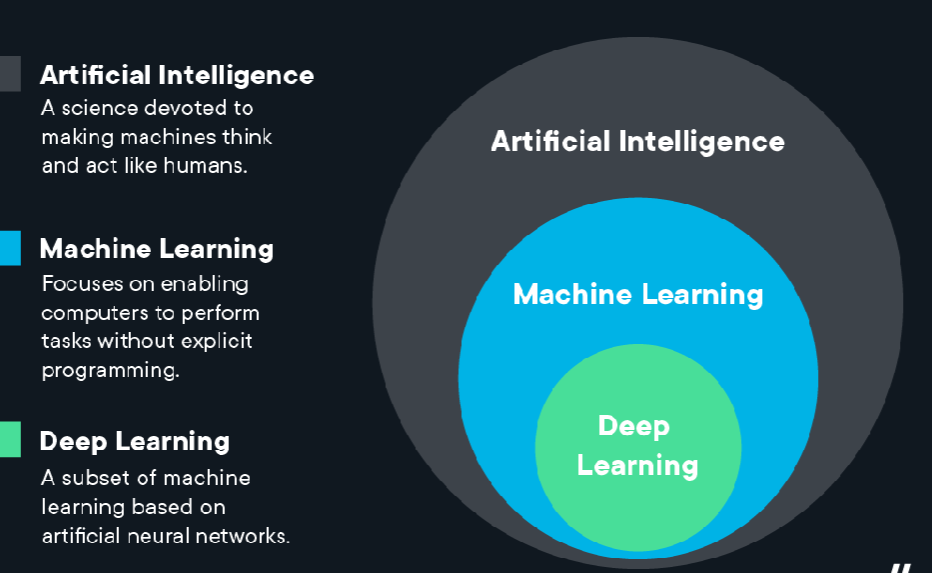 Artificial Intelligence
A science devoted to
making machines think
and act like humans.
Machine Learning
Focuses on enabling
computers to perform
tasks without explicit
programming.
Deep Learning
A subset of machine
learning based on
artificial neural networks.
Artificial Intelligence
Machine Learning
Deep
Learning